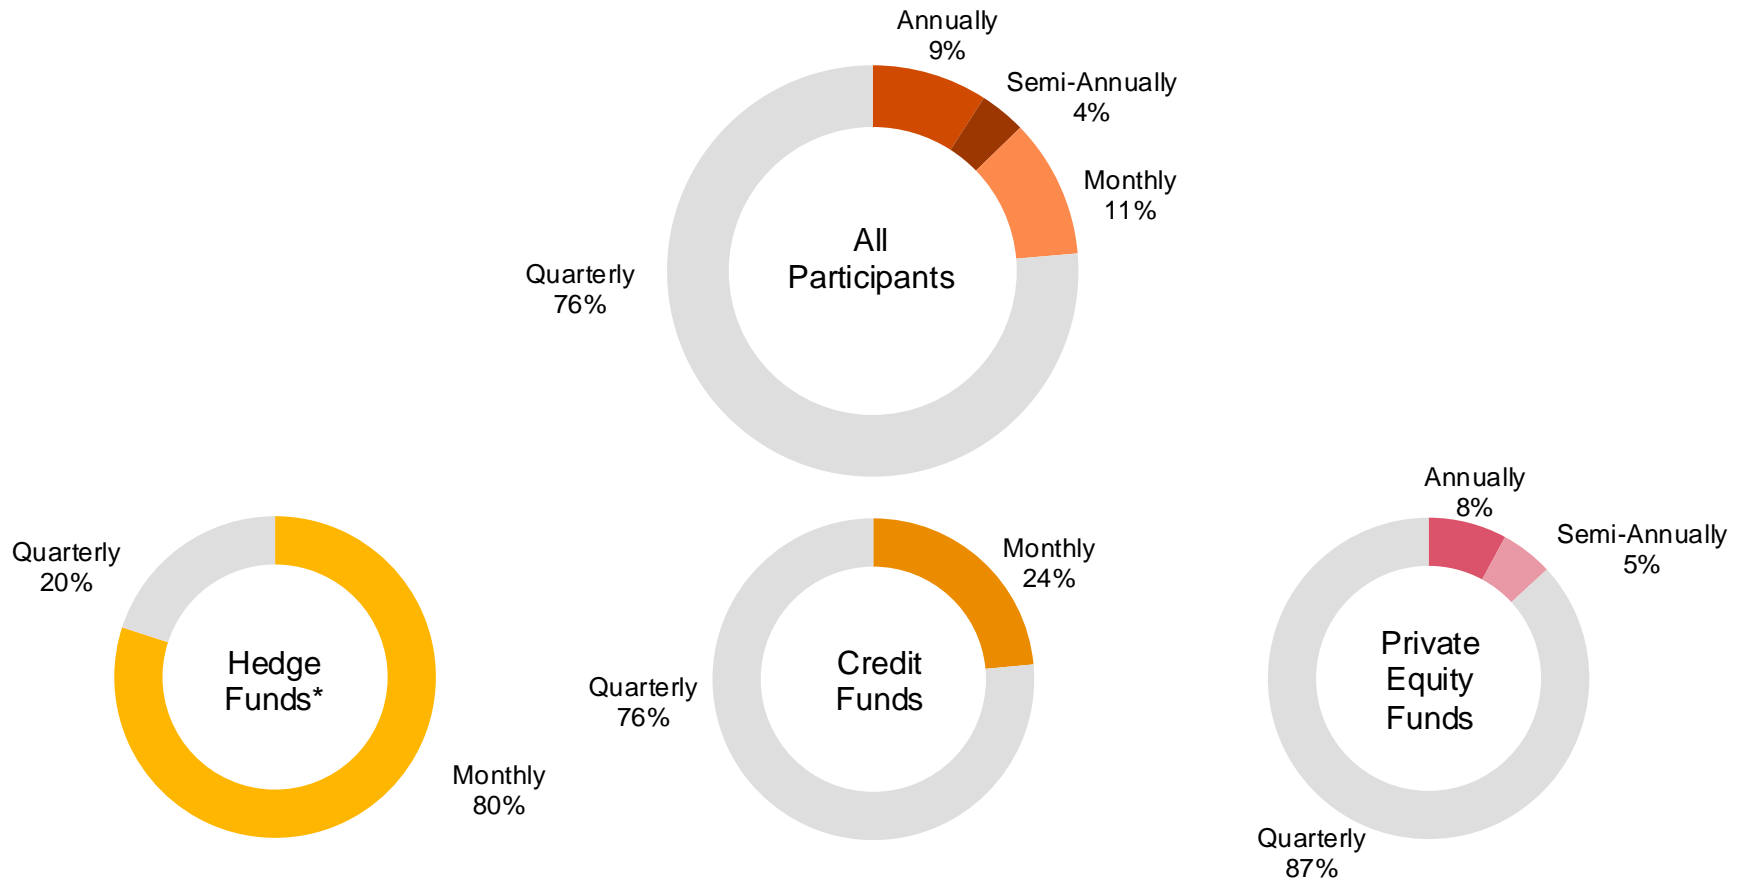 Annually
9%
Semi-Annually
4%
Monthly
11%
All
Participants
Quarterly
76%
Quarterly
20%
Hedge
Funds*
Monthly
80%
Monthly
24%
Credit
Funds
Quarterly
76%
Annually
8%
Semi-Annually
5%
Private
Equity
Funds
Quarterly
87%